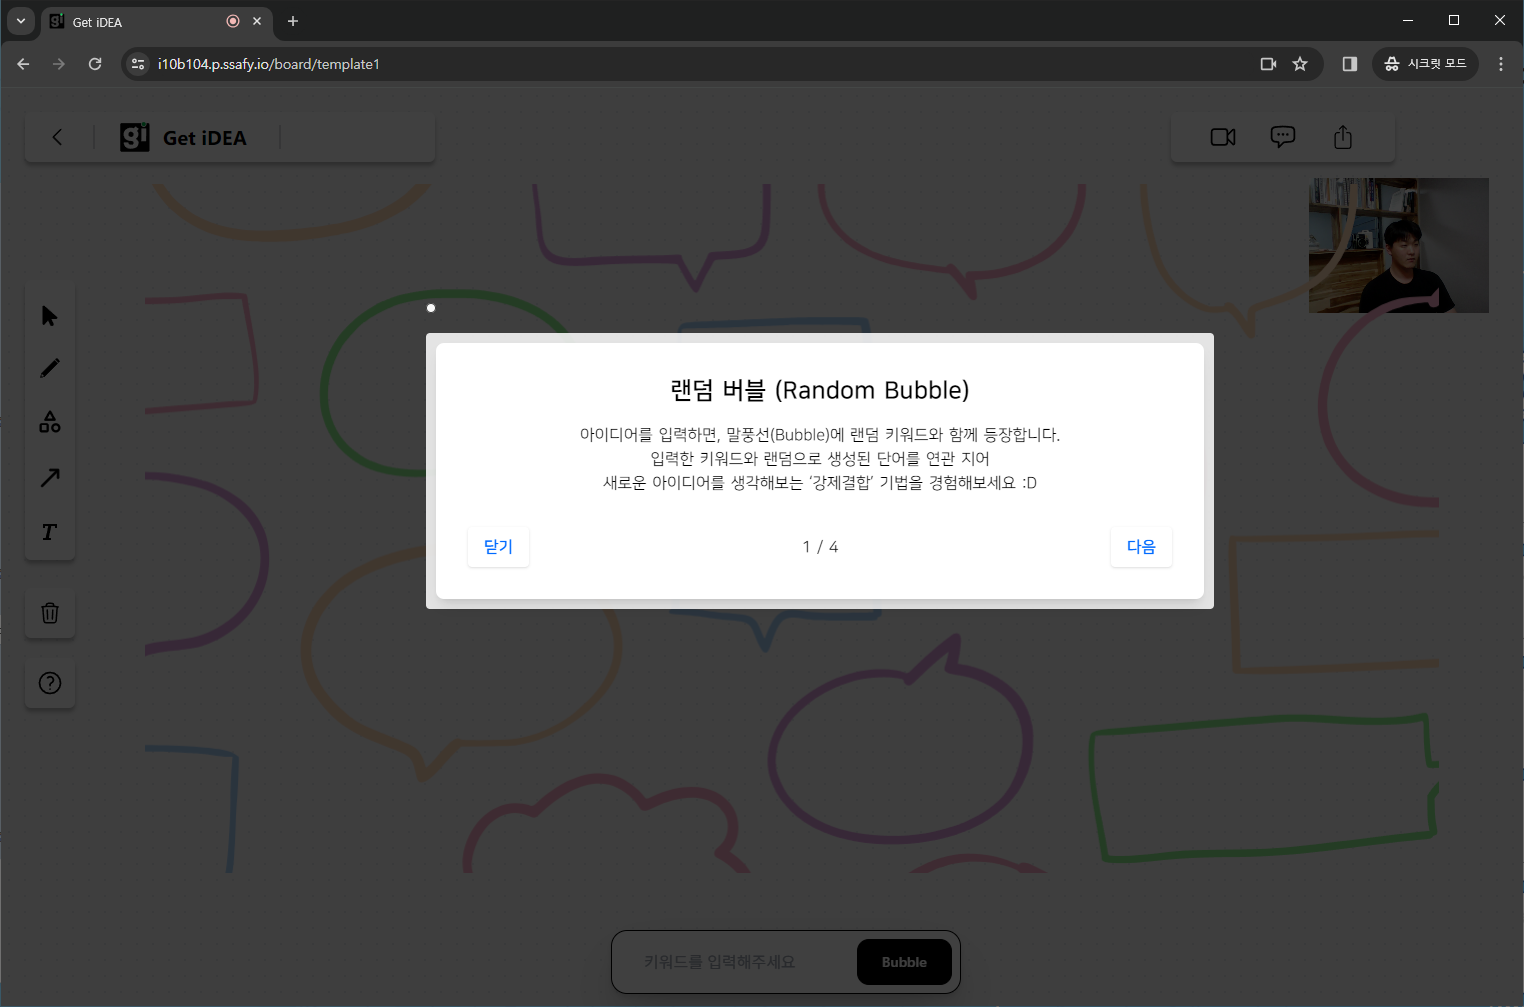 Get iDEA
i10b104.p.ssafy.io/board/template1
시크릿 모드
gi Get iDEA
랜덤 버블 (Random Bubble)
아이디어를 입력하면, 말풍선(Bubble)에 랜덤 키워드와 함께 등장합니다.
입력한 키워드와 랜덤으로 생성된 단어를 연관 지어
새로운 아이디어를 생각해보는 ‘강제결합’ 기법을 경험해보세요 :D
닫기 1 / 4 다음
T
키워드를 입력해주세요 Bubble